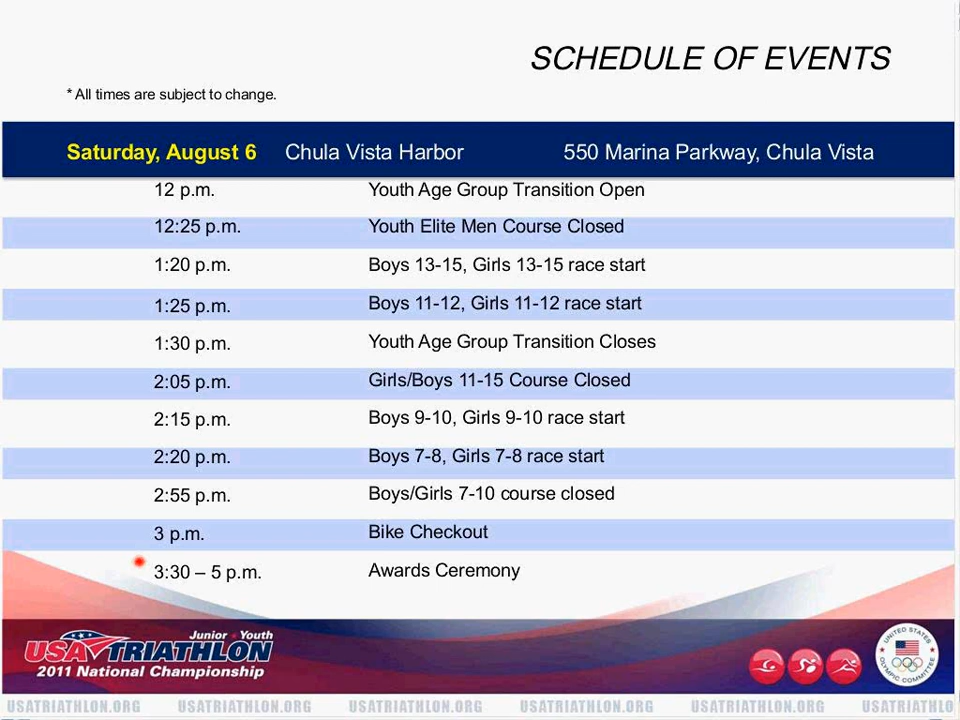 SCHEDULE OF EVENTS
* All times are subject to change.
Saturday, August 6 Chula Vista Harbor 550 Marina Parkway, Chula Vista
12 p.m. Youth Age Group Transition Open
12:25 p.m. Youth Elite Men Course Closed
1:20 p.m. Boys 13-15, Girls 13-15 race start
1:25 p.m. Boys 11-12, Girls 11-12 race start
1:30 p.m. Youth Age Group Transition Closes
2:05 p.m. Girls/Boys 11-15 Course Closed
2:15 p.m. Boys 9-10, Girls 9-10 race start
2:20 p.m. Boys 7-8, Girls 7-8 race start
2:55 p.m. Boys/Girls 7-10 course closed
3 p.m. Bike Checkout
3:30 – 5 p.m. Awards Ceremony
Junior Youth
USA TRIATHLON
2011 National Championship
UNITED STATES
OLYMPIC COMMITTEE
USATRIATHLON.ORG USATRIATHLON.ORG USATRIATHLON.ORG USATRIATHLON.ORG USATRIATHLON.ORG USATRIATHLO